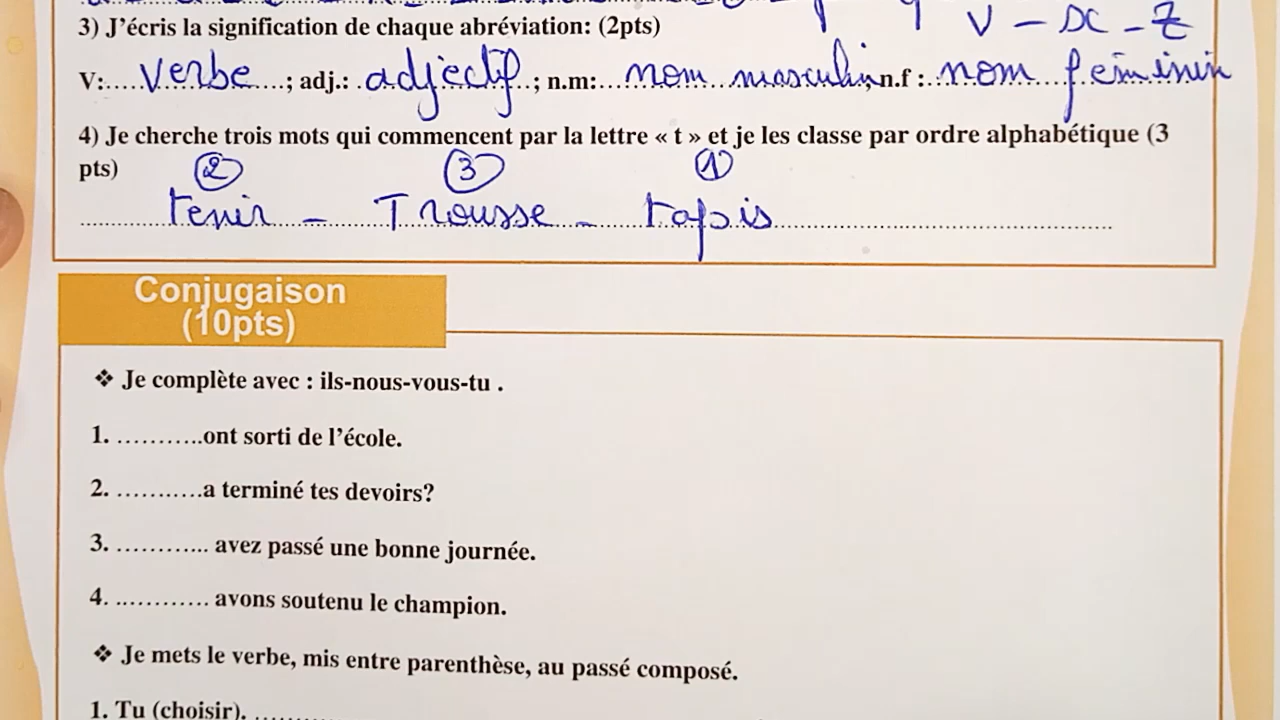 v - x - z
3) J'écris la signification de chaque abréviation: (2pts)
V:.....verbe....; adj.: .adjectif..; n.m:...nom masculin; n.f :..nom féminin
4) Je cherche trois mots qui commencent par la lettre « t » et je les classe par ordre alphabétique (3
pts) ② ③ ①
tenir - Trousse - tapis
Conjugaison
(10pts)
❖ Je complète avec : ils-nous-vous-tu .
1. ...........ont sorti de l'école.
2. ...........a terminé tes devoirs?
3. ............ avez passé une bonne journée.
4. ............ avons soutenu le champion.
❖ Je mets le verbe, mis entre parenthèse, au passé composé.
1. Tu (choisir). ..................